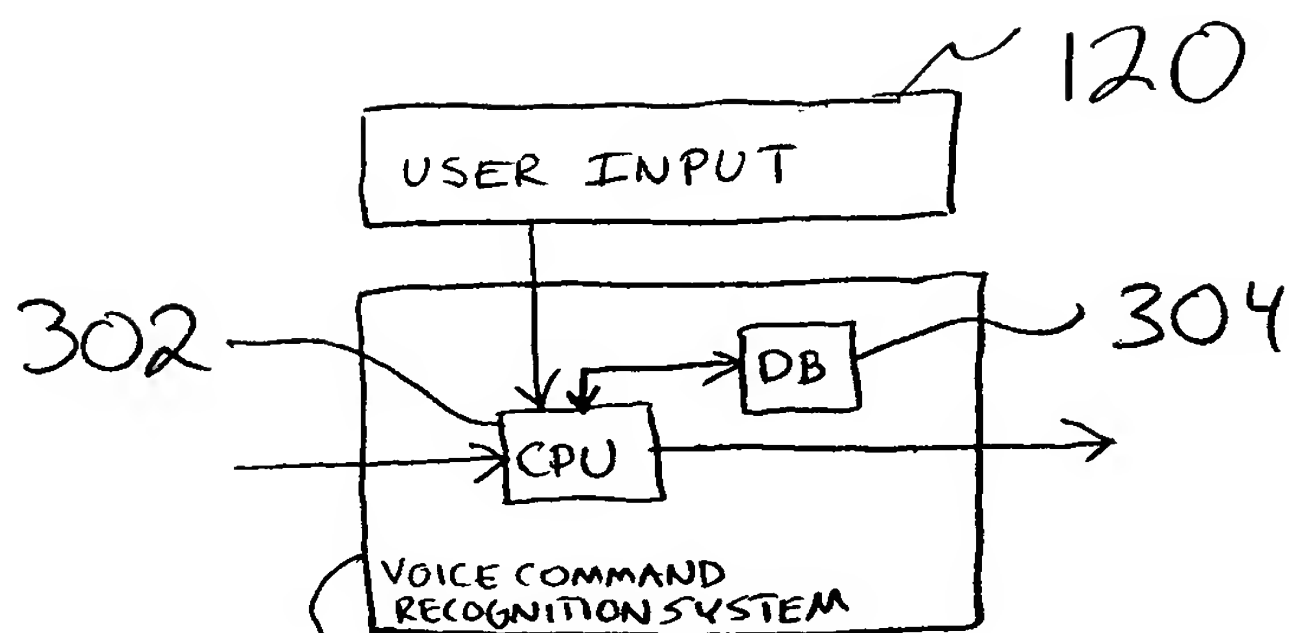 120
USER INPUT
302
304
DB
CPU
VOICE COMMAND
RECOGNITION SYSTEM